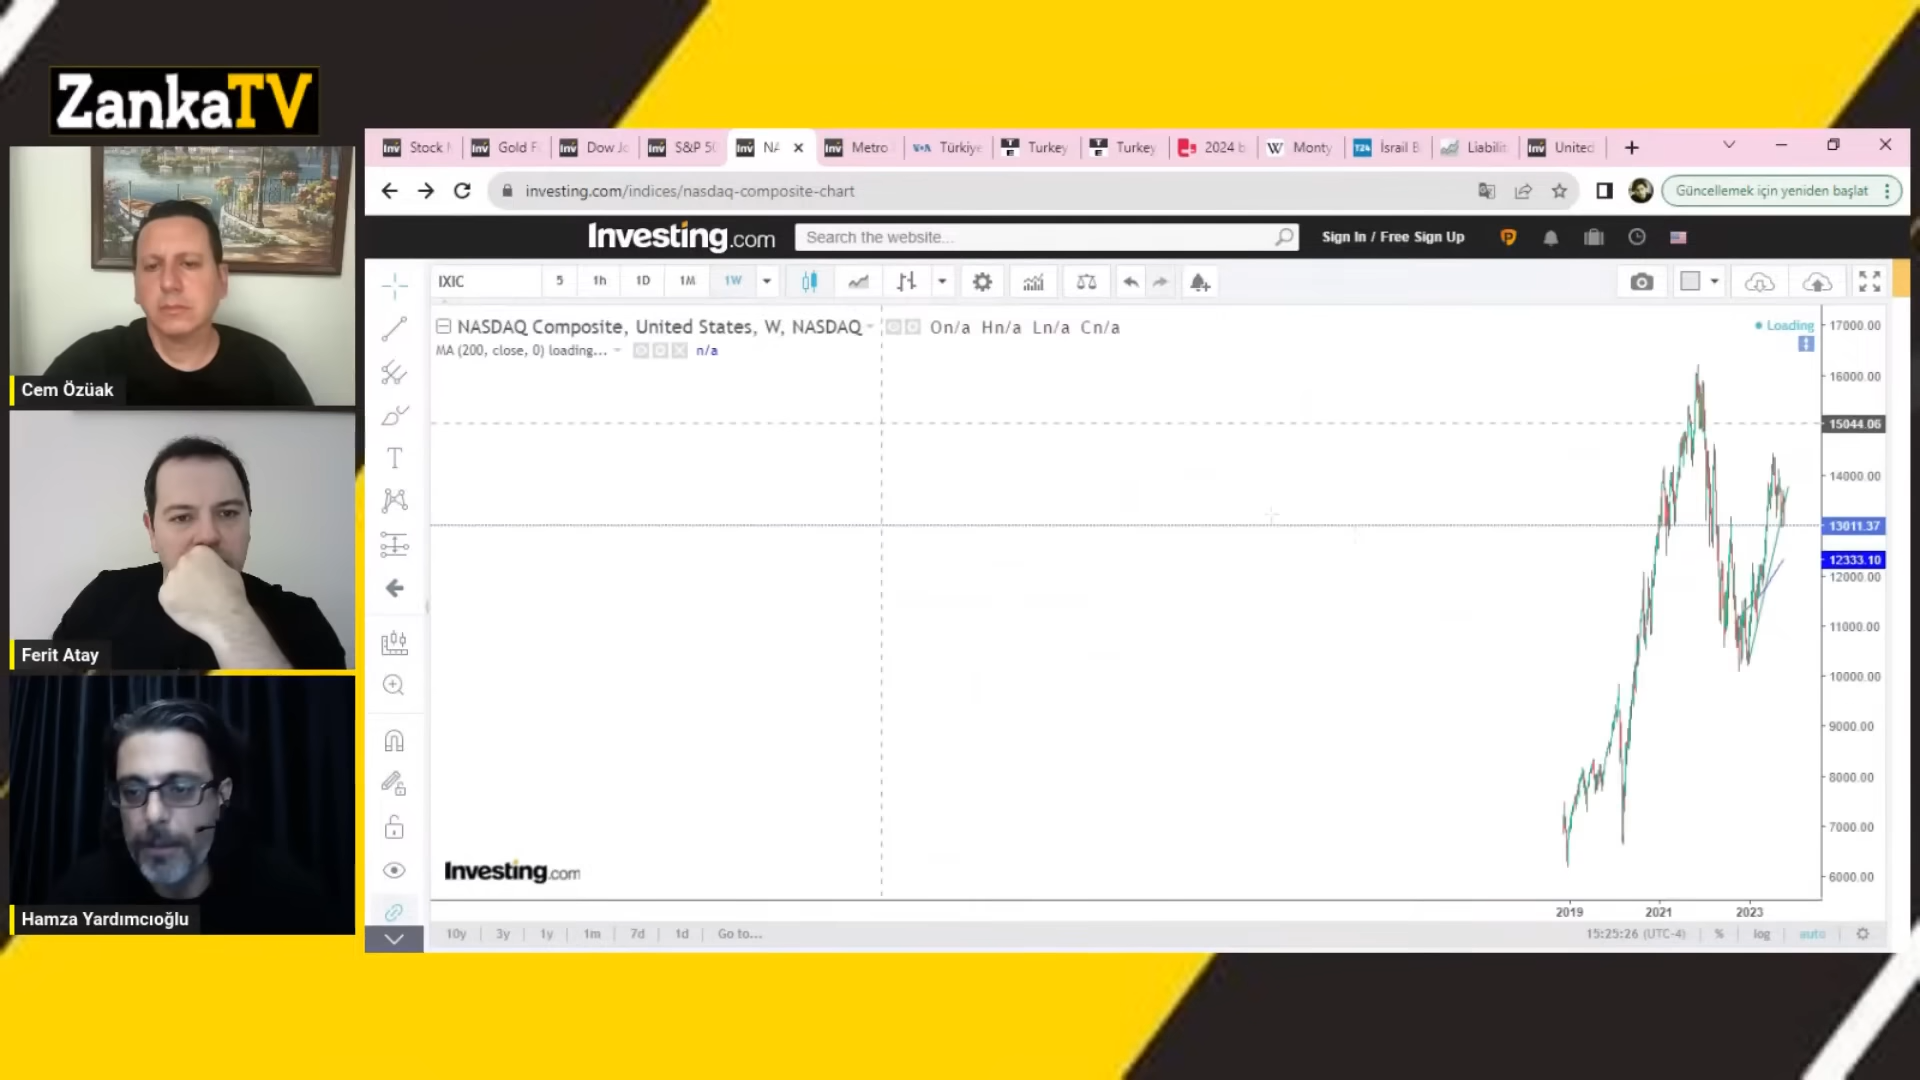 ZankaTV
Cem Özüak
Ferit Atay
Hamza Yardımcıoğlu
Stock Gold F Dow Jo S&P 50 NA Metro Türkiye Turkey Turkey 2024 b Monty İsrail B Liabilit United
investing.com/indices/nasdaq-composite-chart
Güncellemek için yeniden başlat
Investing.com
Search the website...
Sign In / Free Sign Up
IXIC 5 1h 1D 1M 1W
NASDAQ Composite, United States, W, NASDAQ On/a Hn/a Ln/a Cn/a
MA (200, close, 0) loading... n/a
Loading
17000.00
16000.00
15044.06
14000.00
13011.37
12333.10
12000.00
11000.00
10000.00
9000.00
8000.00
7000.00
6000.00
Investing.com
2019 2021 2023
10y 3y 1y 1m 7d 1d Go to...
15:25:26 (UTC-4) % log auto